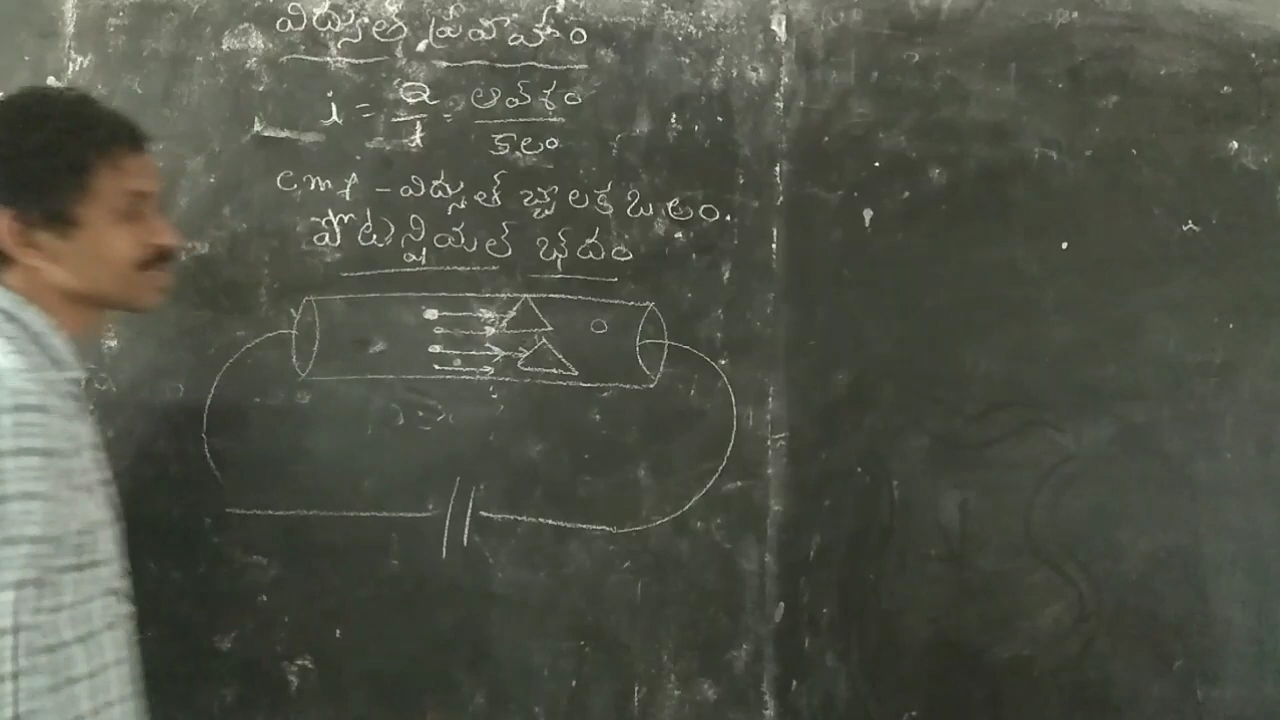 విద్యుత్ ప్రవాహం
i = Q/t = ఆవేశం/కాలం
emf - విద్యుత్ చ్చాలక బలం.
పొటెన్షియల్ భేదం